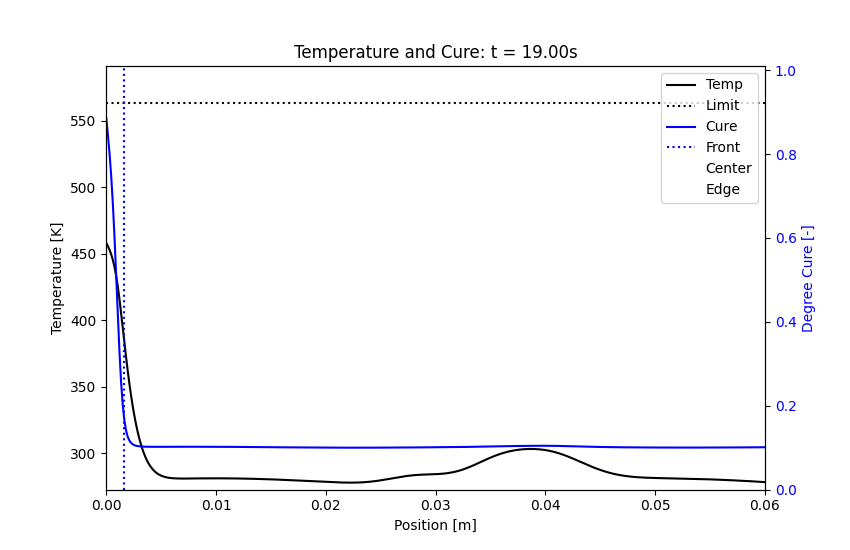 Temperature and Cure: t = 19.00s
Temp
Limit
Cure
Front
Center
Edge
Temperature [K]
550
500
450
400
350
300
Degree Cure [-]
1.0
0.8
0.6
0.4
0.2
0.0
0.00 0.01 0.02 0.03 0.04 0.05 0.06
Position [m]